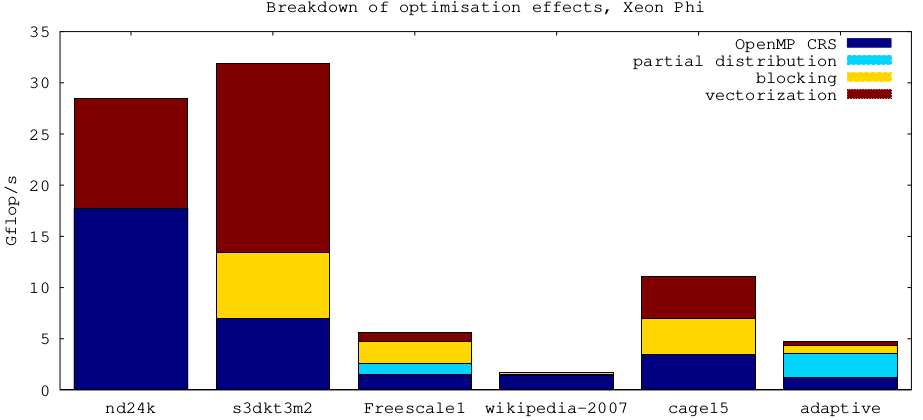 Breakdown of optimisation effects, Xeon Phi
35
30
25
20
15
10
5
0
Gflop/s
OpenMP CRS
partial distribution
blocking
vectorization
nd24k s3dkt3m2 Freescale1 wikipedia-2007 cage15 adaptive